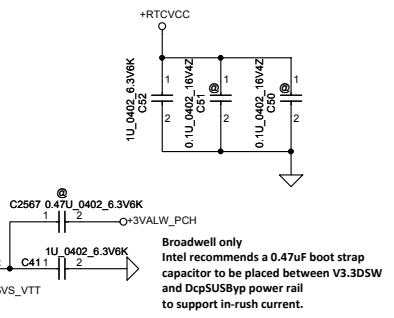 +RTCVCC
1U_0402_6.3V6K
C52
1
2
0.1U_0402_16V4Z
C51
@
1
2
0.1U_0402_16V4Z
C50
@
1
2
@
C2567 0.47U_0402_6.3V6K
1 2
+3VALW_PCH
1U_0402_6.3V6K
C41 1 2
SVS_VTT
Broadwell only
Intel recommends a 0.47uF boot strap
capacitor to be placed between V3.3DSW
and DcpSUSByp power rail
to support in-rush current.